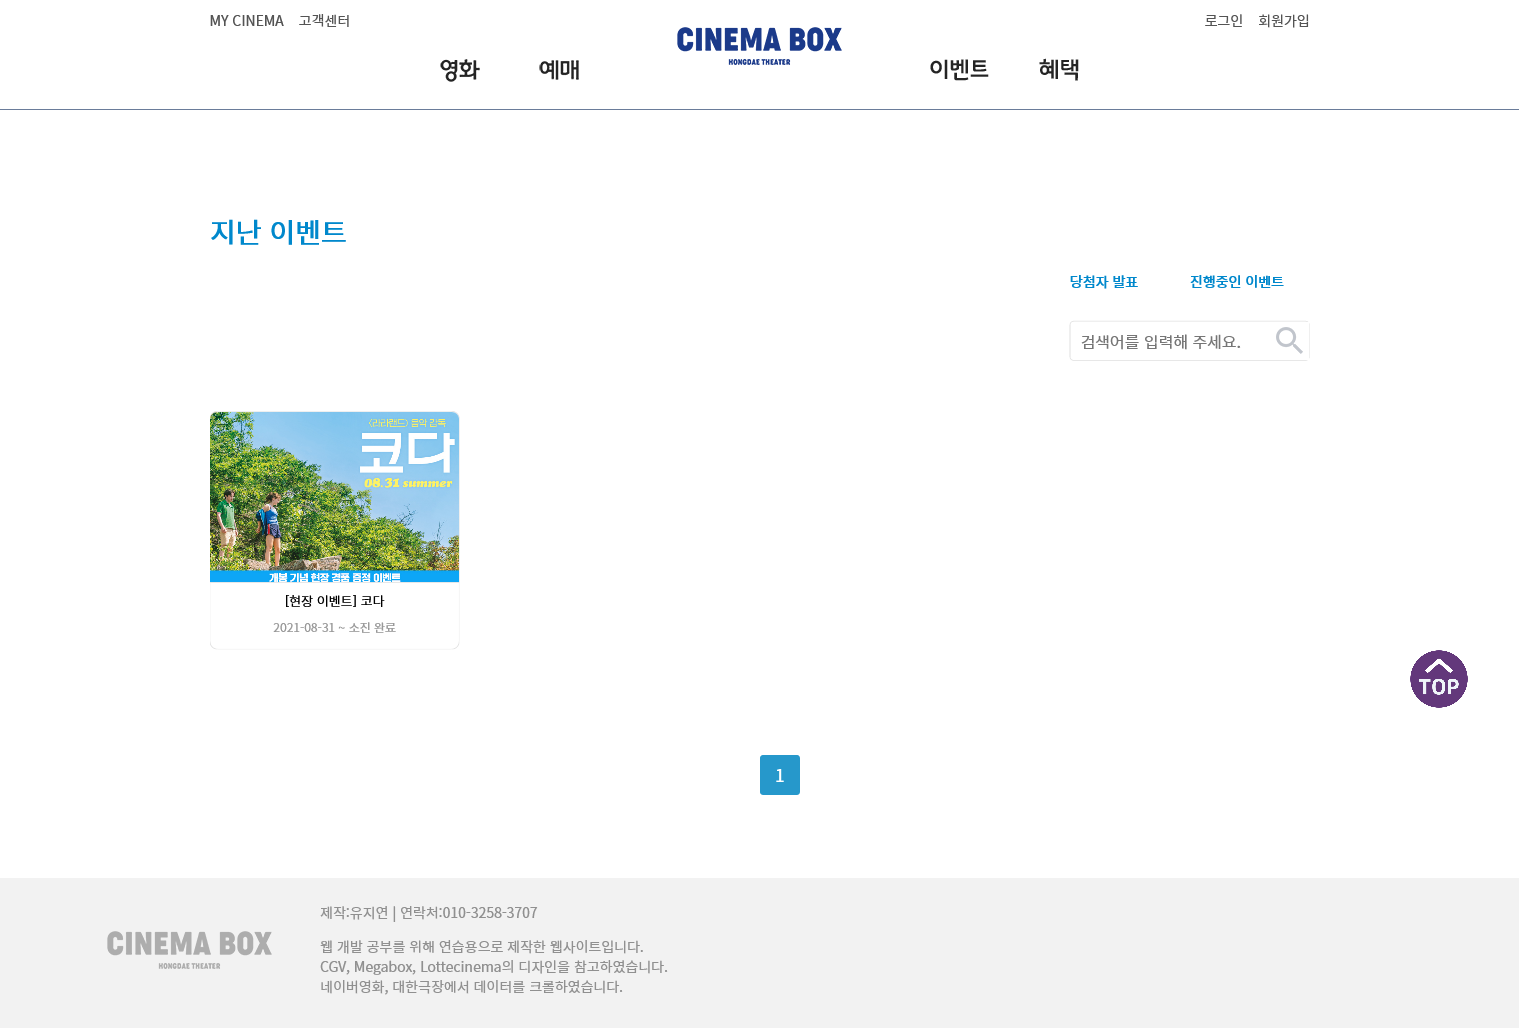 MY CINEMA 고객센터
로그인 회원가입
CINEMA BOX
HONGDAE THEATER
영화 예매
이벤트 혜택
지난 이벤트
당첨자 발표 진행중인 이벤트
검색어를 입력해 주세요.
<라라랜드> 음악 감독
코다
08.31 summer
개봉 기념 현장 경품 증정 이벤트
[현장 이벤트] 코다
2021-08-31 ~ 소진 완료
TOP
1
CINEMA BOX
HONGDAE THEATER
제작:유지연 | 연락처:010-3258-3707
웹 개발 공부를 위해 연습용으로 제작한 웹사이트입니다.
CGV, Megabox, Lottecinema의 디자인을 참고하였습니다.
네이버영화, 대한극장에서 데이터를 크롤하였습니다.